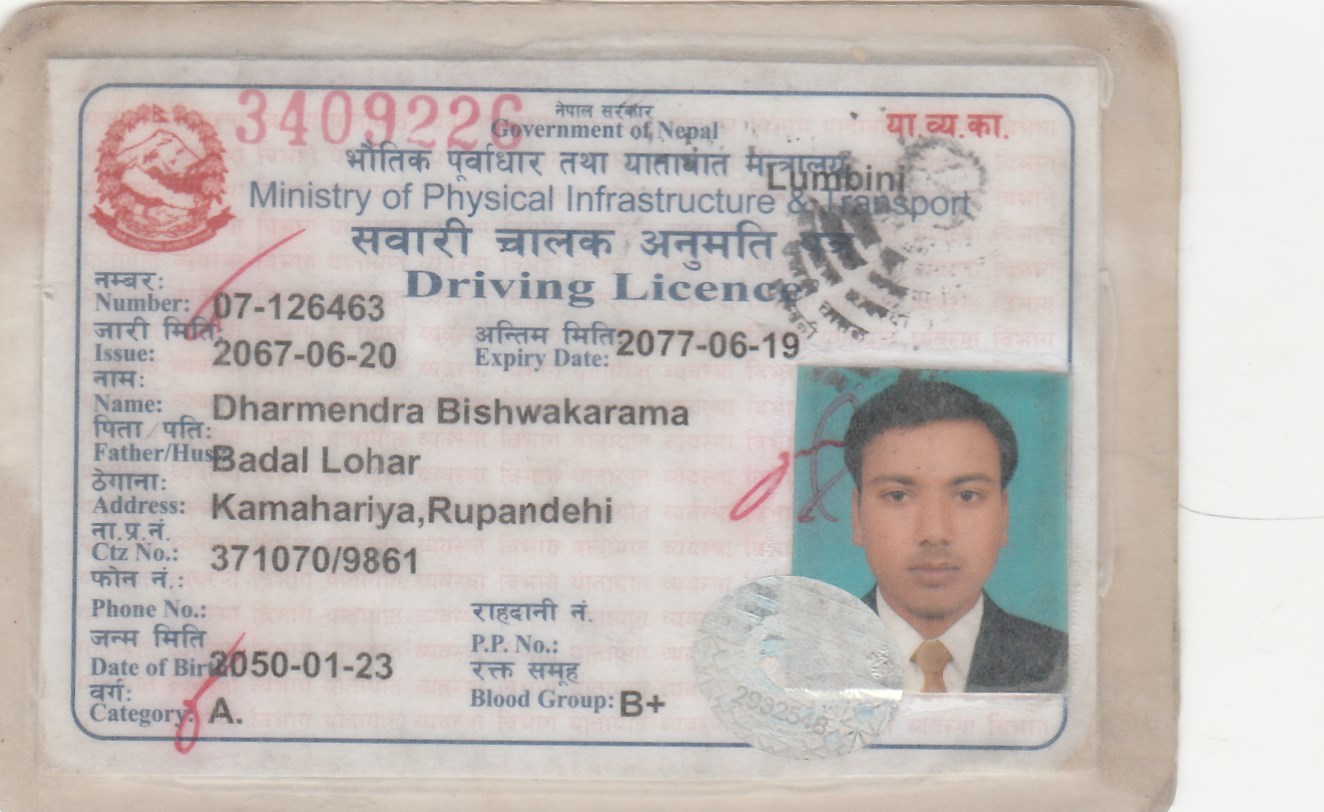 3409226
नेपाल सरकार
Government of Nepal
या.व्य.का.
भौतिक पूर्वाधार तथा यातायात मन्त्रालय
Lumbini
Ministry of Physical Infrastructure & Transport
सवारी चालक अनुमति पत्र
Driving Licence
नम्बर:
Number: 07-126463
जारी मिति: अन्तिम मिति:
Issue: 2067-06-20 Expiry Date: 2077-06-19
नाम:
Name: Dharmendra Bishwakarama
पिता/पति:
Father/Hus Badal Lohar
ठेगाना:
Address: Kamahariya,Rupandehi
ना.प्र.नं.
Ctz No.: 371070/9861
फोन नं.:
Phone No.: राहदानी नं.
जन्म मिति P.P. No.:
Date of Birth 2050-01-23 रक्त समूह
वर्ग: Blood Group: B+
Category: A.
2932548